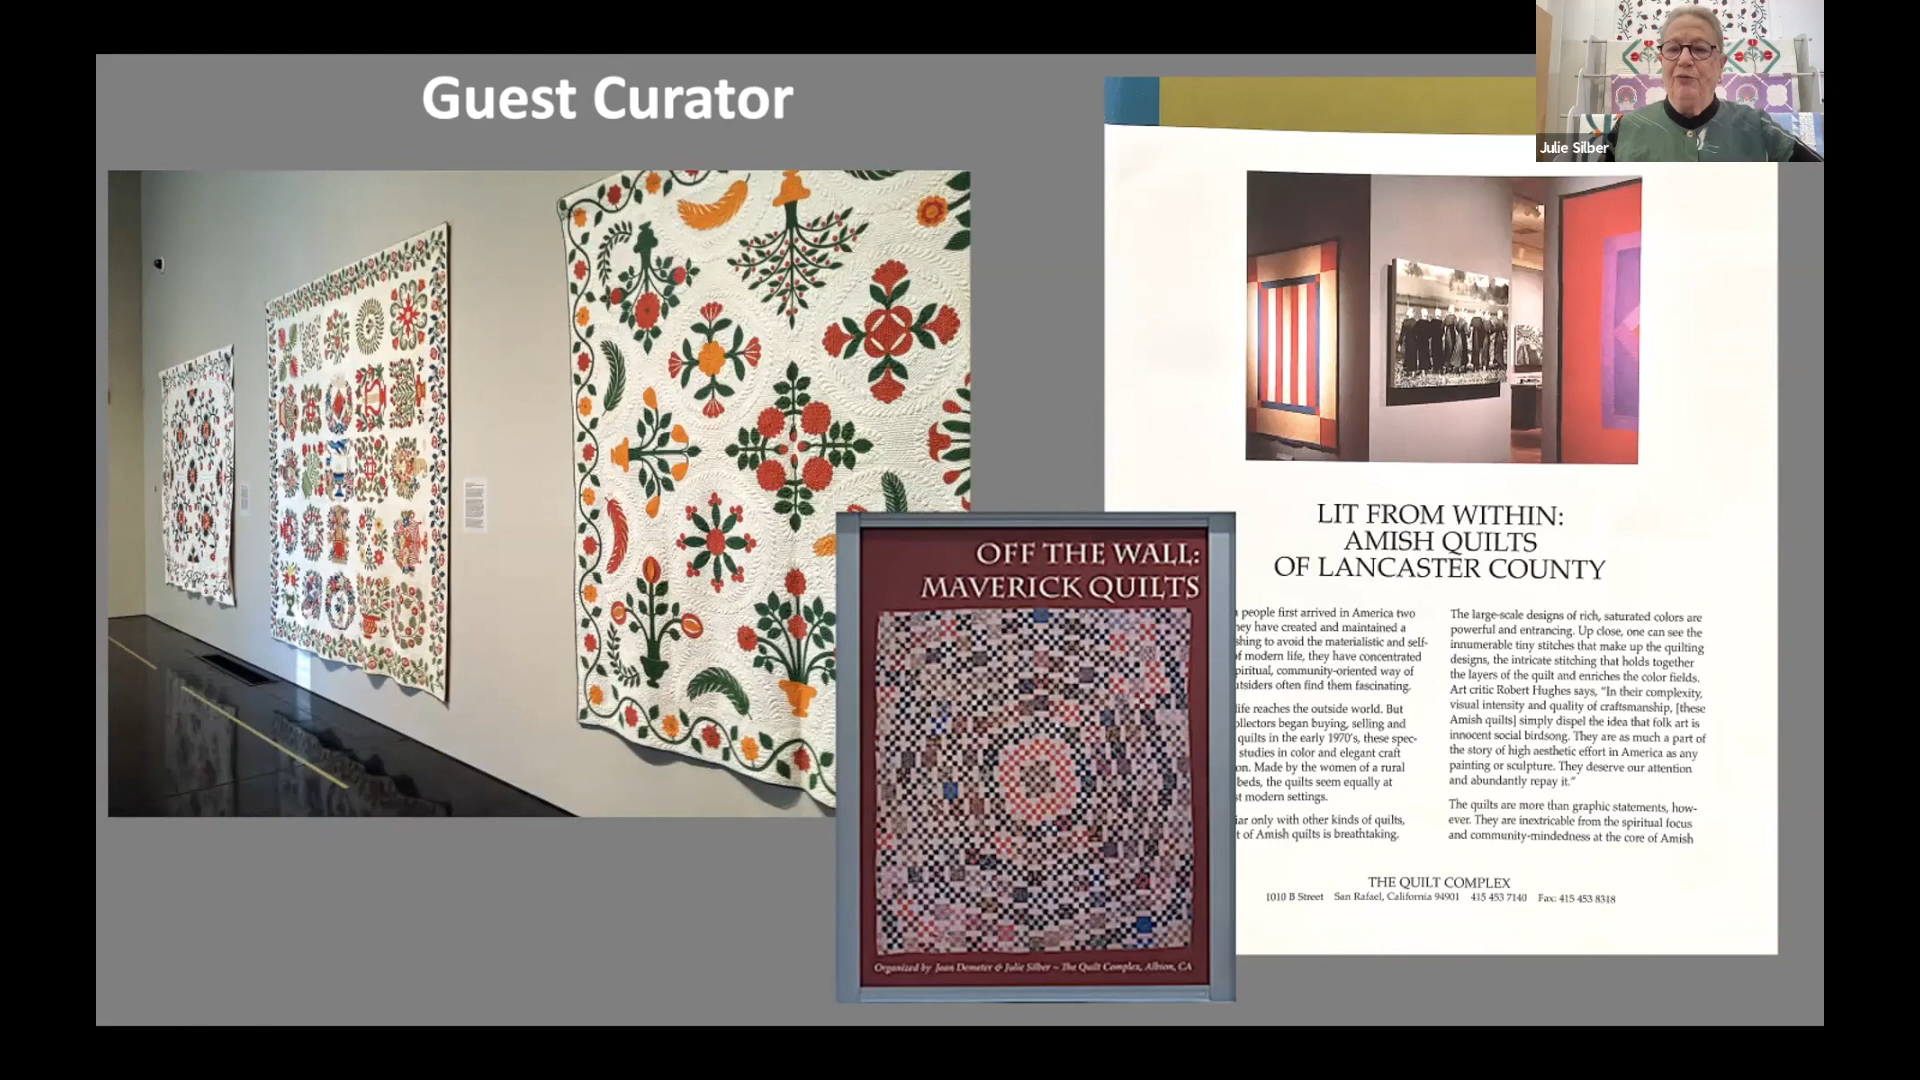 Guest Curator
Julie Silber
OFF THE WALL:
MAVERICK QUILTS
Organized by Joan Demeter & Julie Silber ~ The Quilt Complex, Albion, CA
LIT FROM WITHIN:
AMISH QUILTS
OF LANCASTER COUNTY
people first arrived in America two
they have created and maintained a
shing to avoid the materialistic and self-
of modern life, they have concentrated
piritual, community-oriented way of
utsiders often find them fascinating.
life reaches the outside world. But
ollectors began buying, selling and
quilts in the early 1970's, these spec-
studies in color and elegant craft
on. Made by the women of a rural
beds, the quilts seem equally at
st modern settings.
iar only with other kinds of quilts,
t of Amish quilts is breathtaking.
The large-scale designs of rich, saturated colors are
powerful and entrancing. Up close, one can see the
innumerable tiny stitches that make up the quilting
designs, the intricate stitching that holds together
the layers of the quilt and enriches the color fields.
Art critic Robert Hughes says, "In their complexity,
visual intensity and quality of craftsmanship, [these
Amish quilts] simply dispel the idea that folk art is
innocent social birdsong. They are as much a part of
the story of high aesthetic effort in America as any
painting or sculpture. They deserve our attention
and abundantly repay it."
The quilts are more than graphic statements, how-
ever. They are inextricable from the spiritual focus
and community-mindedness at the core of Amish
THE QUILT COMPLEX
1010 B Street San Rafael, California 94901 415 453 7140 Fax: 415 453 8318